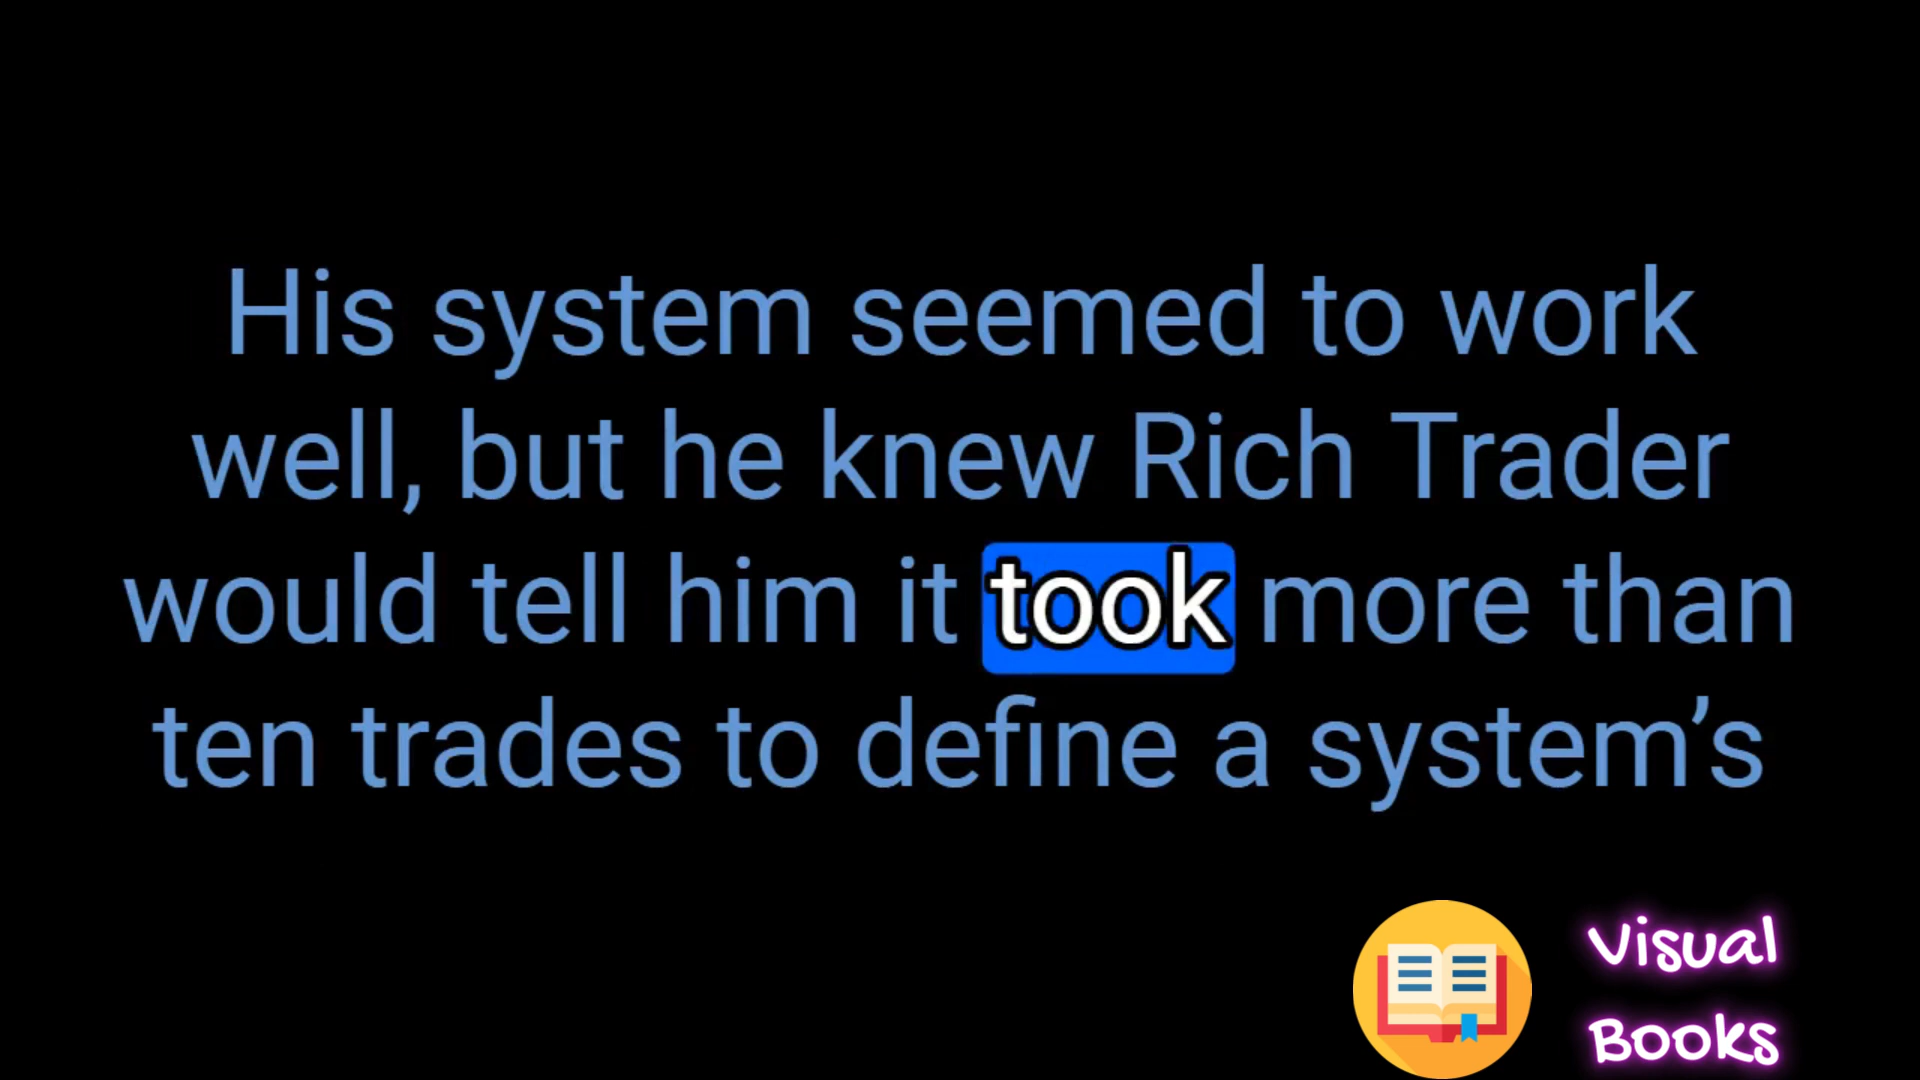 His system seemed to work
well, but he knew Rich Trader
would tell him it took more than
ten trades to define a system’s
Visual
Books